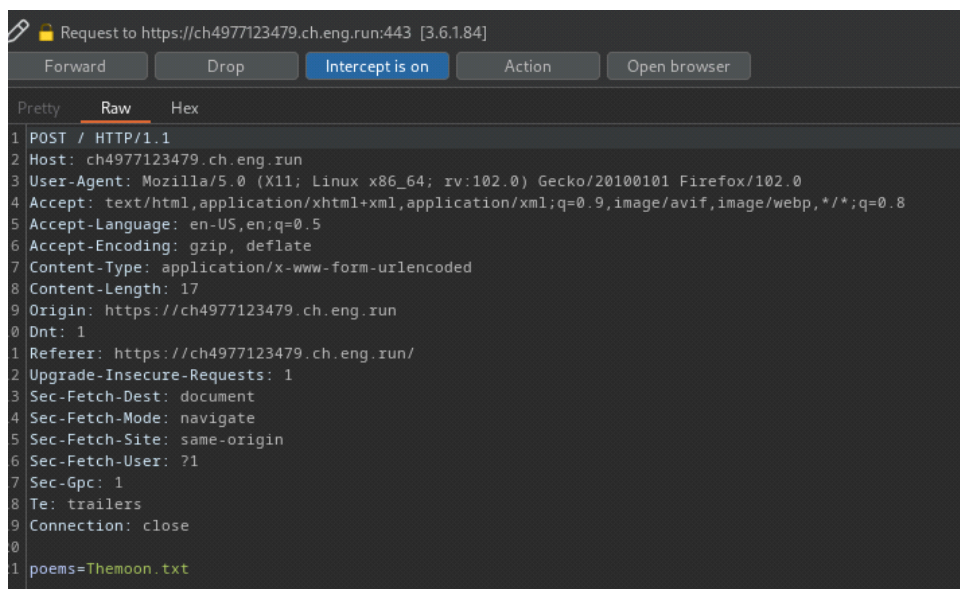 Request to https://ch4977123479.ch.eng.run:443 [3.6.1.84]
Forward Drop Intercept is on Action Open browser
Pretty Raw Hex
1 POST / HTTP/1.1
2 Host: ch4977123479.ch.eng.run
3 User-Agent: Mozilla/5.0 (X11; Linux x86_64; rv:102.0) Gecko/20100101 Firefox/102.0
4 Accept: text/html,application/xhtml+xml,application/xml;q=0.9,image/avif,image/webp,*/*;q=0.8
5 Accept-Language: en-US,en;q=0.5
6 Accept-Encoding: gzip, deflate
7 Content-Type: application/x-www-form-urlencoded
8 Content-Length: 17
9 Origin: https://ch4977123479.ch.eng.run
0 Dnt: 1
1 Referer: https://ch4977123479.ch.eng.run/
2 Upgrade-Insecure-Requests: 1
3 Sec-Fetch-Dest: document
4 Sec-Fetch-Mode: navigate
5 Sec-Fetch-Site: same-origin
6 Sec-Fetch-User: ?1
7 Sec-Gpc: 1
8 Te: trailers
9 Connection: close
0
1 poems=Themoon.txt